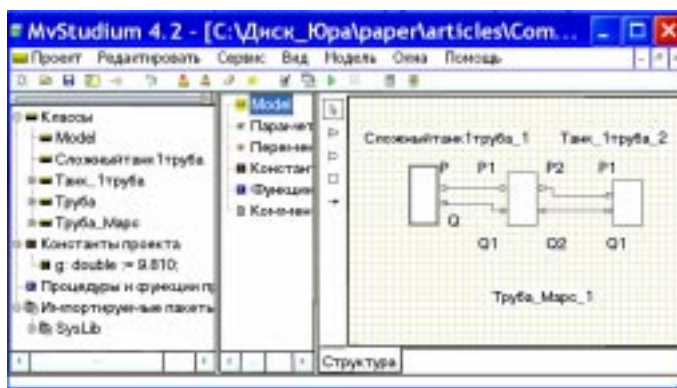 MvStudium 4.2 - [C:\Диск_Юра\paper\articles\Com...
Проект Редактировать Сервис Вид Модель Окна Помощь
Классы
Model
Сложныйтанк1труба
Танк_1труба
Труба
Труба_Марс
Константы проекта
g: double := 9.810;
Процедуры и функции п
Импортируемые пакеты
SysLib
Model
Парамет
Перемен
Констан
Функции
Коммен
Сложныйтанк1труба_1 Танк_1труба_2
P P1 P2 P1
Q
Q1 Q2 Q1
Труба_Марс_1
Структура